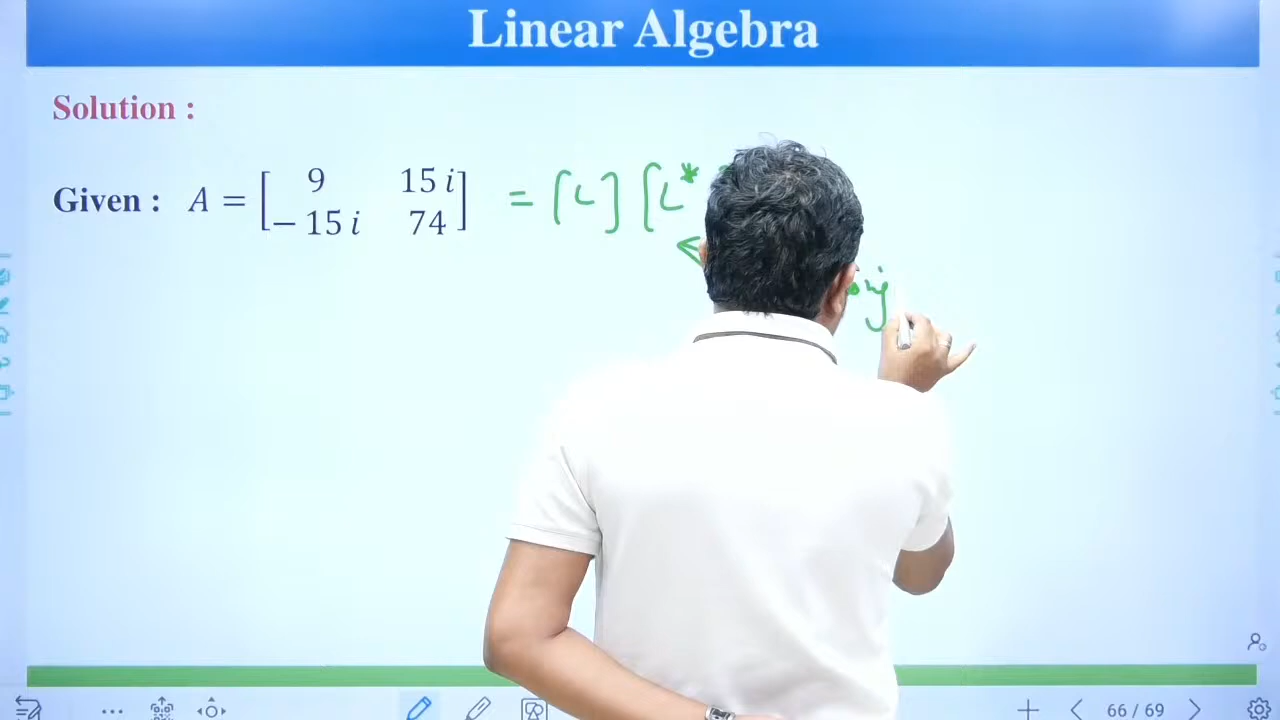 Linear Algebra
Solution :
Given : A = [ 9 15 i = [L] [L*
− 15 i 74 ]
66 / 69